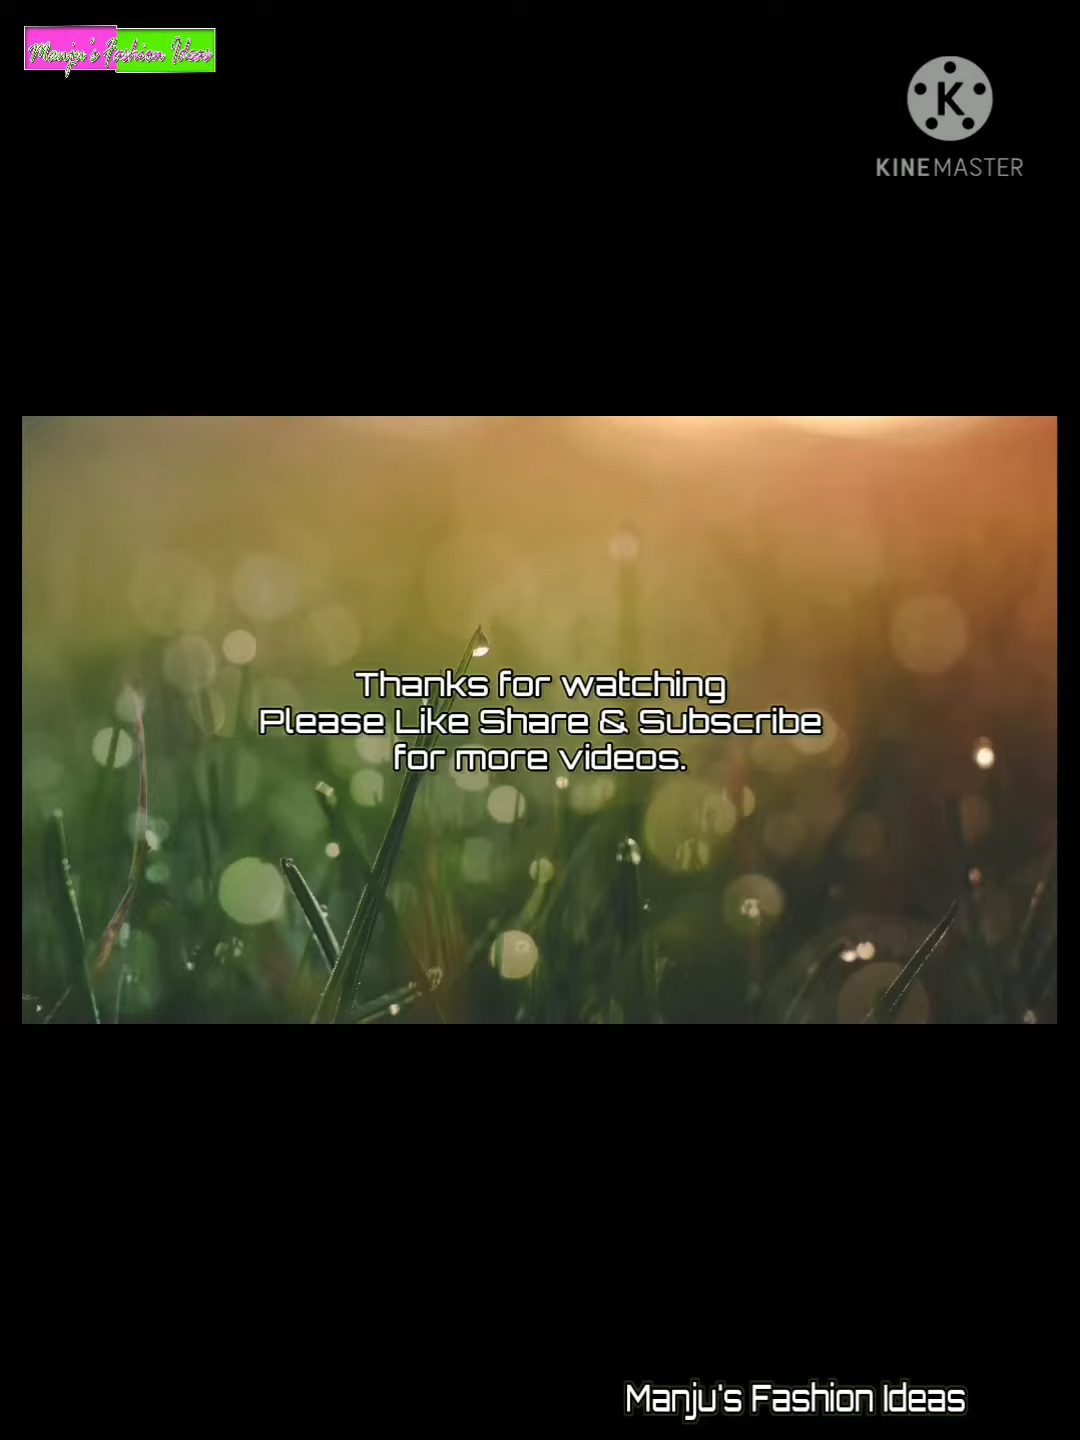 Manju's Fashion Ideas
K
KINEMASTER
Thanks for watching
Please Like Share & Subscribe
for more videos.
Manju's Fashion Ideas